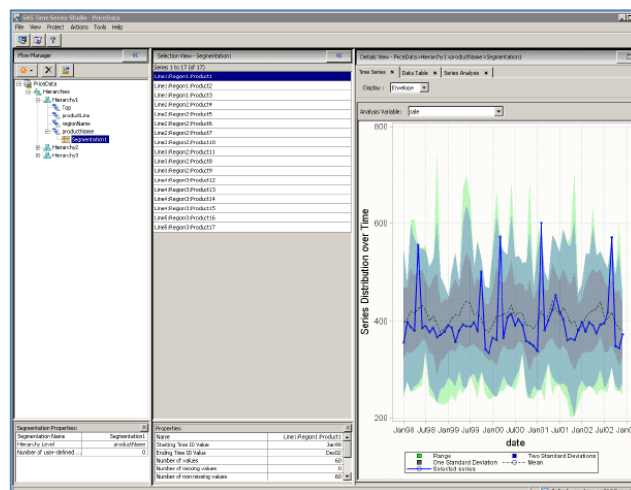 SAS Time Series Studio - PriceData
File View Project Actions Tools Help
Flow Manager
PriceData
Hierarchies
Hierarchy1
Top
productLine
regionName
productName
Segmentation1
Hierarchy2
Hierarchy3
Segmentation Properties:
Segmentation Name Segmentation1
Hierarchy Level productName
Number of user-defined ... 0
Selection View - Segmentation1
Series 1 to 17 (of 17)
Line1:Region1:Product1
Line1:Region1:Product2
Line1:Region1:Product3
Line2:Region1:Product4
Line2:Region1:Product5
Line2:Region2:Product6
Line2:Region2:Product7
Line2:Region2:Product10
Line3:Region2:Product11
Line3:Region2:Product8
Line3:Region2:Product9
Line4:Region3:Product12
Line4:Region3:Product13
Line4:Region3:Product14
Line5:Region3:Product15
Line5:Region3:Product16
Line5:Region3:Product17
Properties:
Name Line1:Region1:Product1
Starting Time ID Value Jan98
Ending Time ID Value Dec02
Number of values 60
Number of missing values 0
Number of non missing values 60
Details View - PriceData>Hierarchy1>productName>Segmentation1
Time Series Data Table Series Analysis
Display : Envelope
Analysis Variable: sale
Series Distribution over Time
800
600
400
200
Jan98 Jul98 Jan99 Jul99 Jan00 Jul00 Jan01 Jul01 Jan02 Jul02
date
Range Two Standard Deviations
One Standard Deviation Mean
Selected series